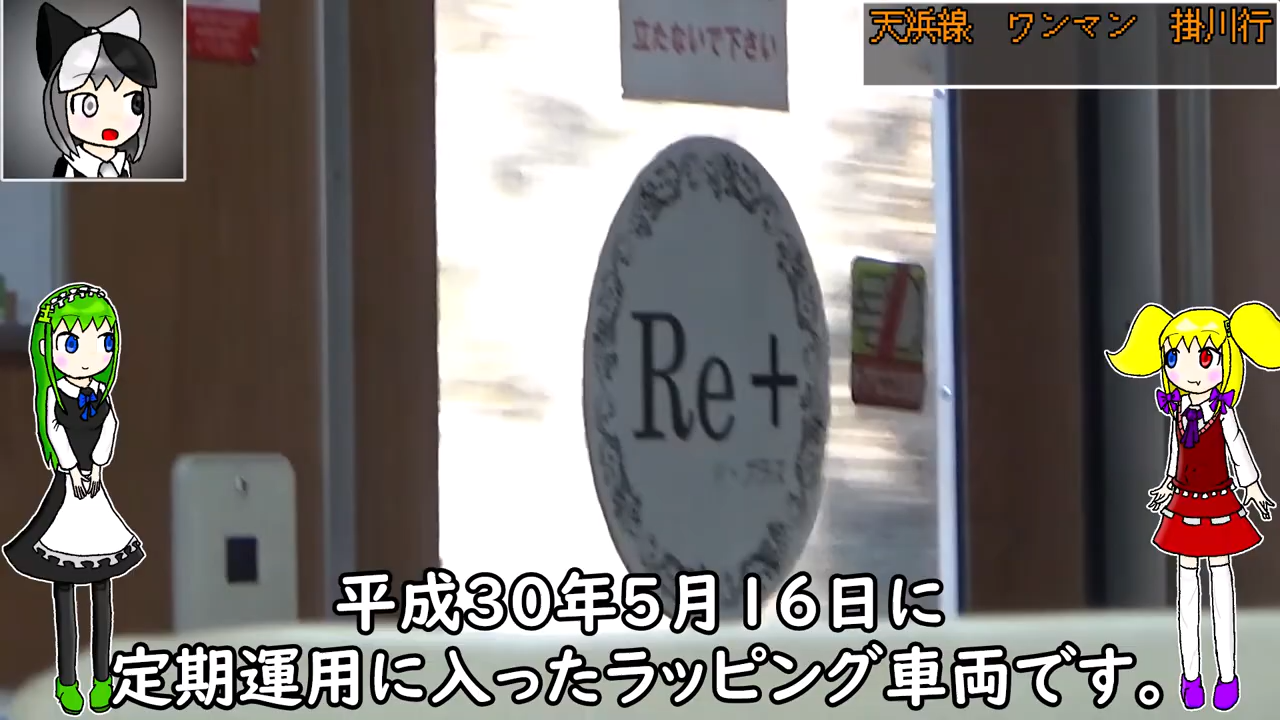 立たないで下さい
天浜線 ワンマン 掛川行
Re+
平成30年5月16日に
定期運用に入ったラッピング車両です。